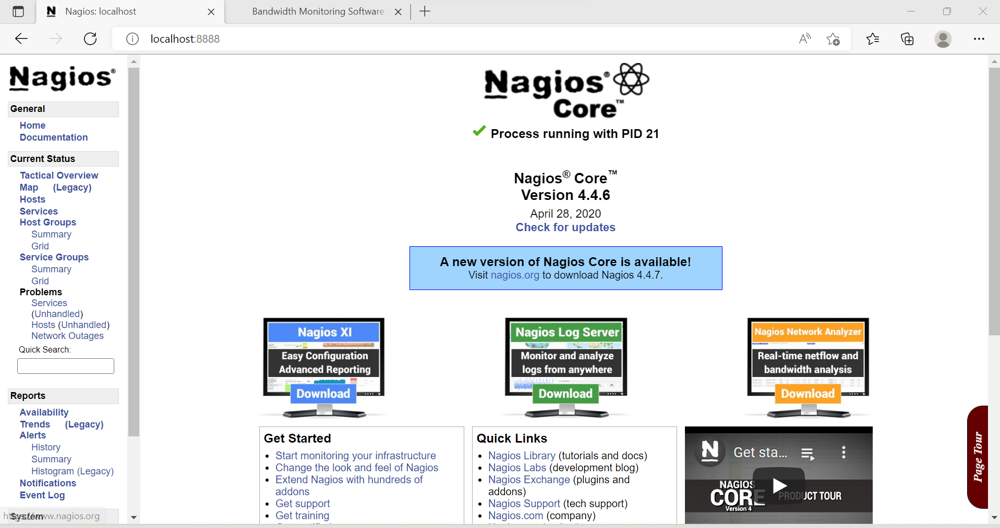 Nagios: localhost
Bandwidth Monitoring Software
localhost:8888
Nagios®
General
Home
Documentation
Current Status
Tactical Overview
Map (Legacy)
Hosts
Services
Host Groups
Summary
Grid
Service Groups
Summary
Grid
Problems
Services
(Unhandled)
Hosts (Unhandled)
Network Outages
Quick Search:
Reports
Availability
Trends (Legacy)
Alerts
History
Summary
Histogram (Legacy)
Notifications
Event Log
System
https://www.nagios.org
Nagios®
Core™
Process running with PID 21
Nagios® Core™
Version 4.4.6
April 28, 2020
Check for updates
A new version of Nagios Core is available!
Visit nagios.org to download Nagios 4.4.7.
Nagios XI
Easy Configuration
Advanced Reporting
Download
Nagios Log Server
Monitor and analyze
logs from anywhere
Download
Nagios Network Analyzer
Real-time netflow and
bandwidth analysis
Download
Get Started
• Start monitoring your infrastructure
• Change the look and feel of Nagios
• Extend Nagios with hundreds of
addons
• Get support
• Get training
Quick Links
• Nagios Library (tutorials and docs)
• Nagios Labs (development blog)
• Nagios Exchange (plugins and
addons)
• Nagios Support (tech support)
• Nagios.com (company)
N
Get sta...
NAGIOS
CORE PRODUCT TOUR
Version 4
Page Tour